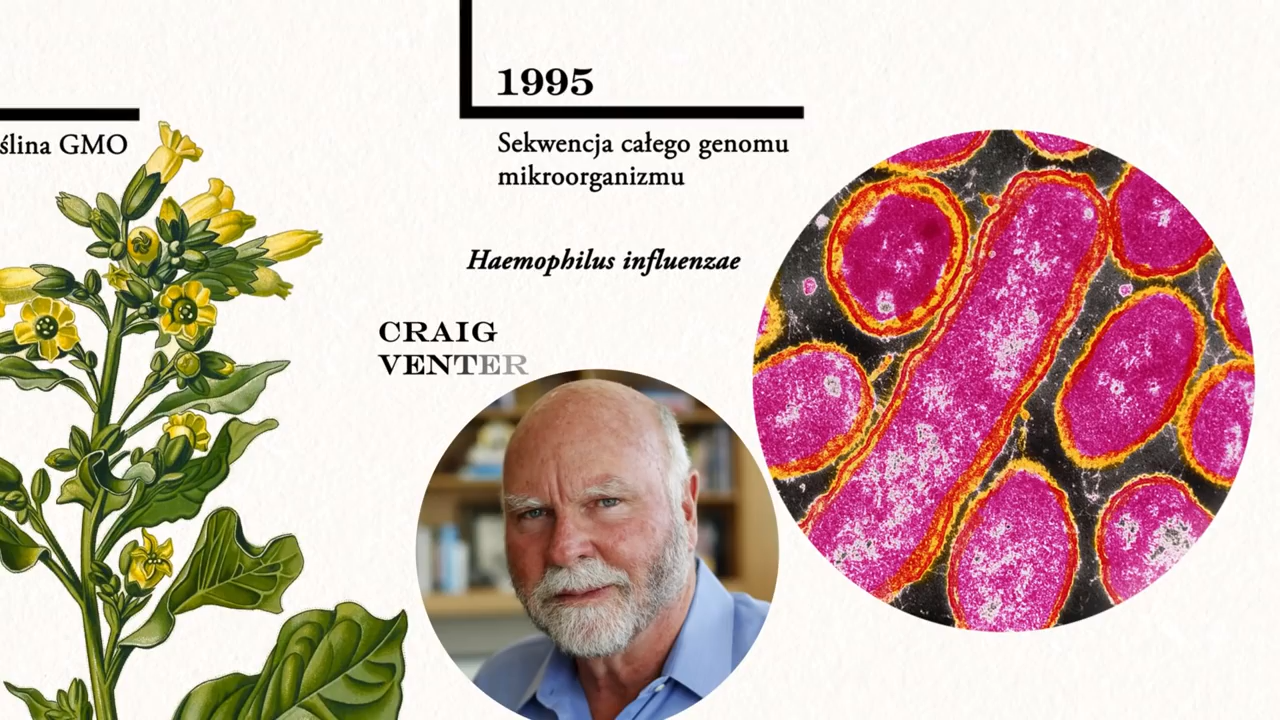 1995
ślina GMO
Sekwencja całego genomu
mikroorganizmu
Haemophilus influenzae
CRAIG
VENTER